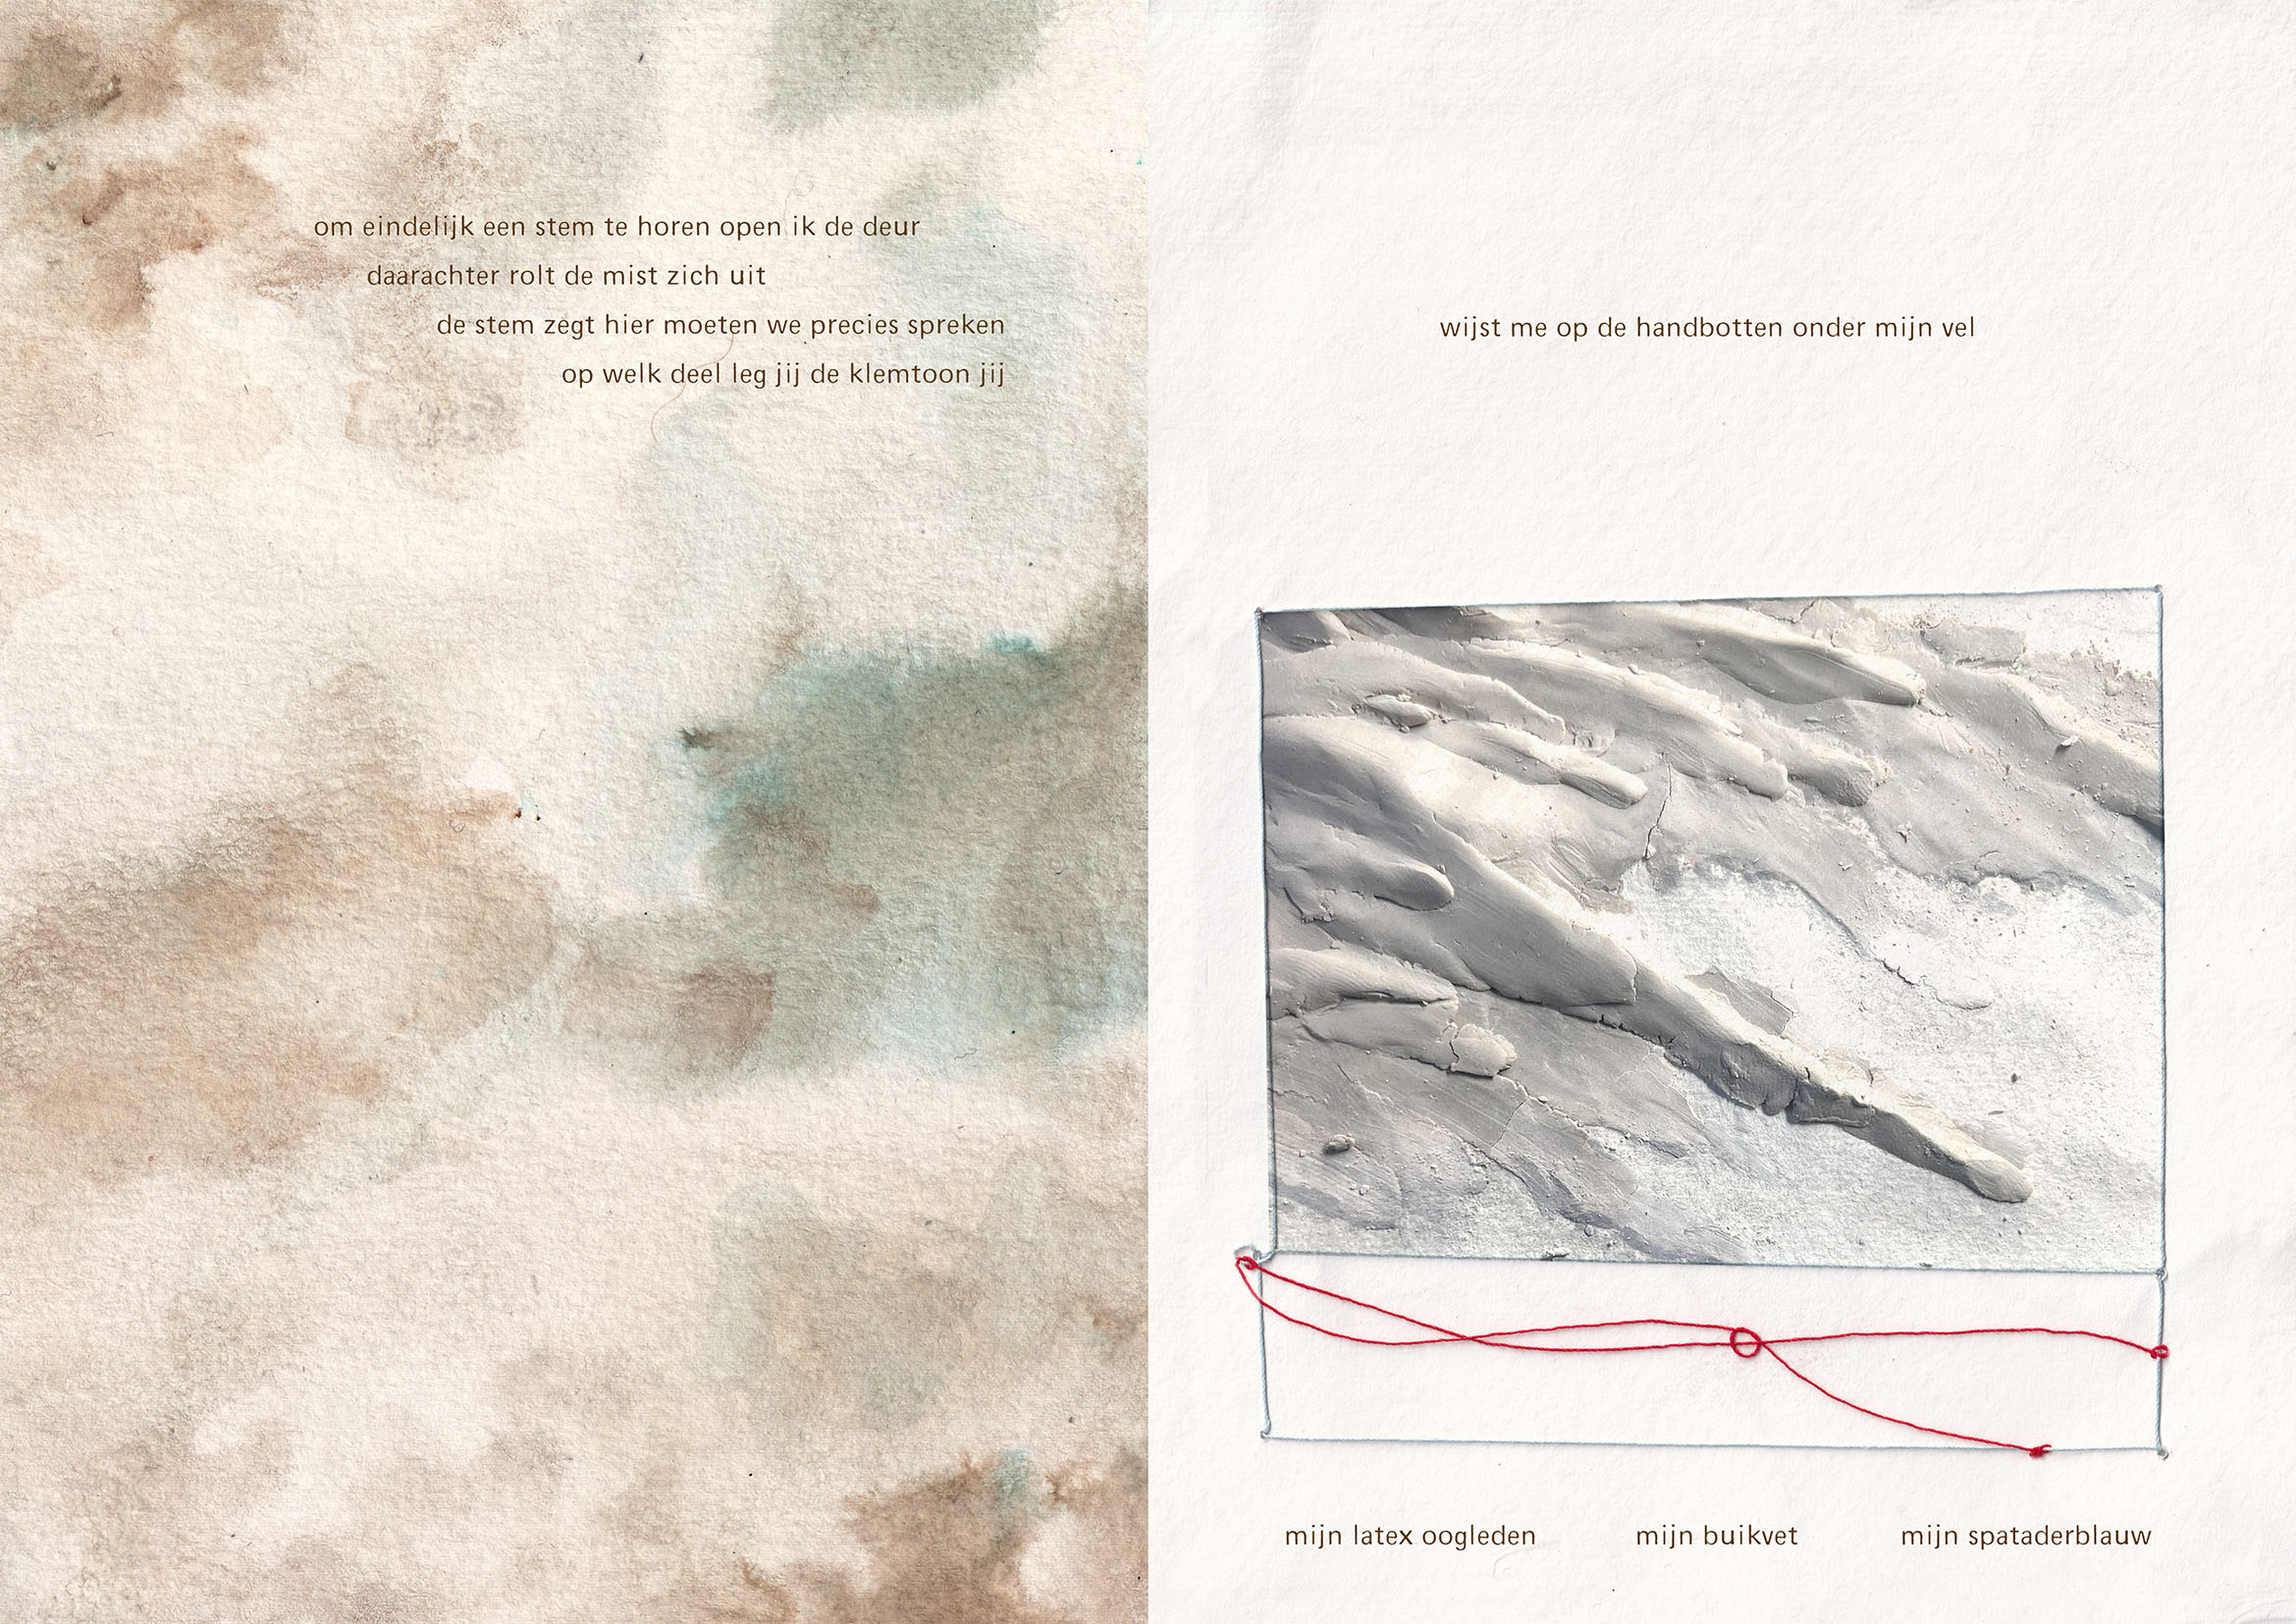 om eindelijk een stem te horen open ik de deur
daarachter rolt de mist zich uit
de stem zegt hier moeten we precies spreken
op welk deel leg jij de klemtoon jij
wijst me op de handbotten onder mijn vel
mijn latex oogleden mijn buikvet mijn spataderblauw